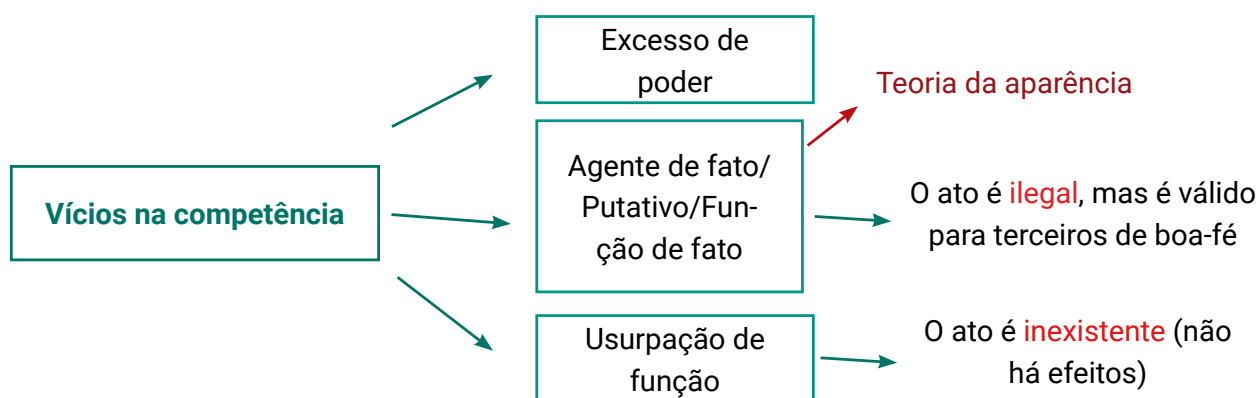 Excesso de
poder
Teoria da aparência
Vícios na competência
Agente de fato/
Putativo/Fun-
ção de fato
O ato é ilegal, mas é válido
para terceiros de boa-fé
Usurpação de
função
O ato é inexistente (não
há efeitos)